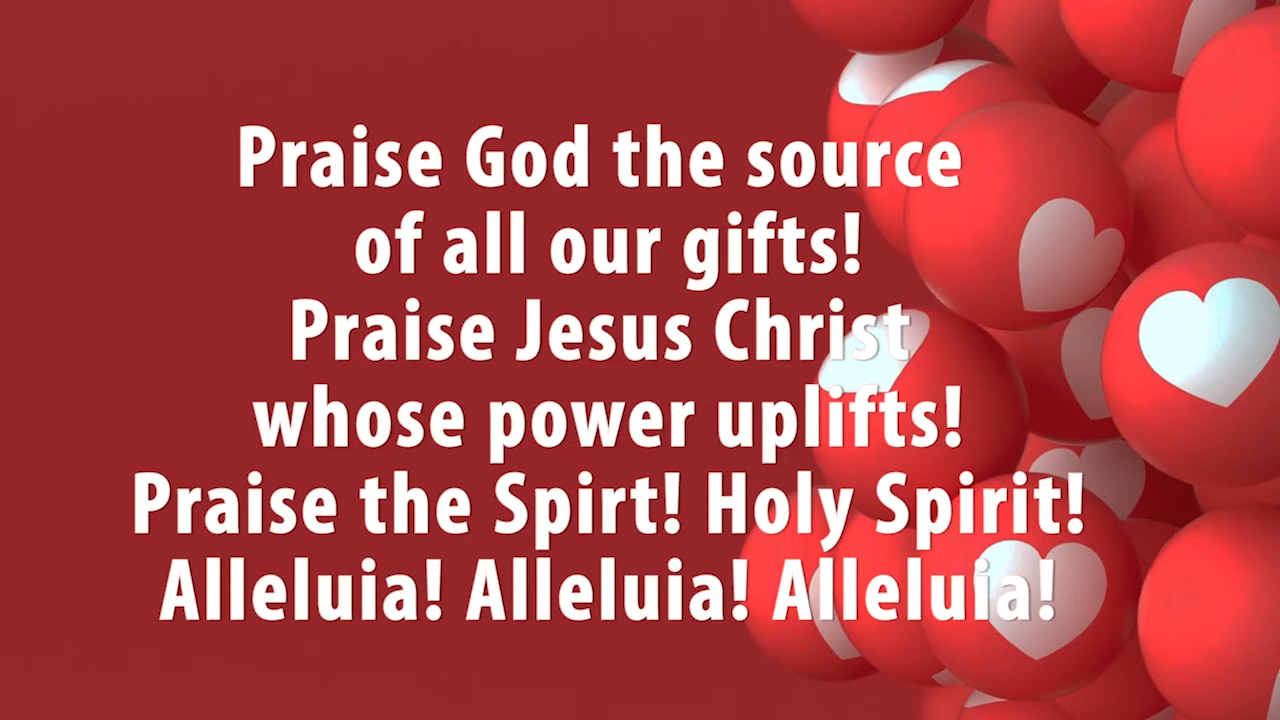 Praise God the source
of all our gifts!
Praise Jesus Christ
whose power uplifts!
Praise the Spirt! Holy Spirit!
Alleluia! Alleluia! Alleluia!